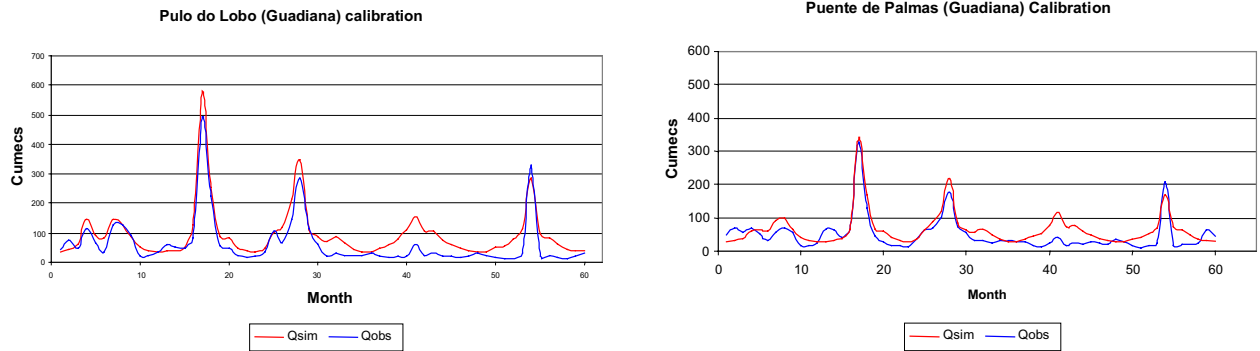 Pulo do Lobo (Guadiana) calibration
700
600
500
400
300
200
100
0
0 10 20 30 40 50 60
Cumecs
Month
Qsim Qobs
Puente de Palmas (Guadiana) Calibration
600
500
400
300
200
100
0
0 10 20 30 40 50 60
Cumecs
Month
Qsim Qobs